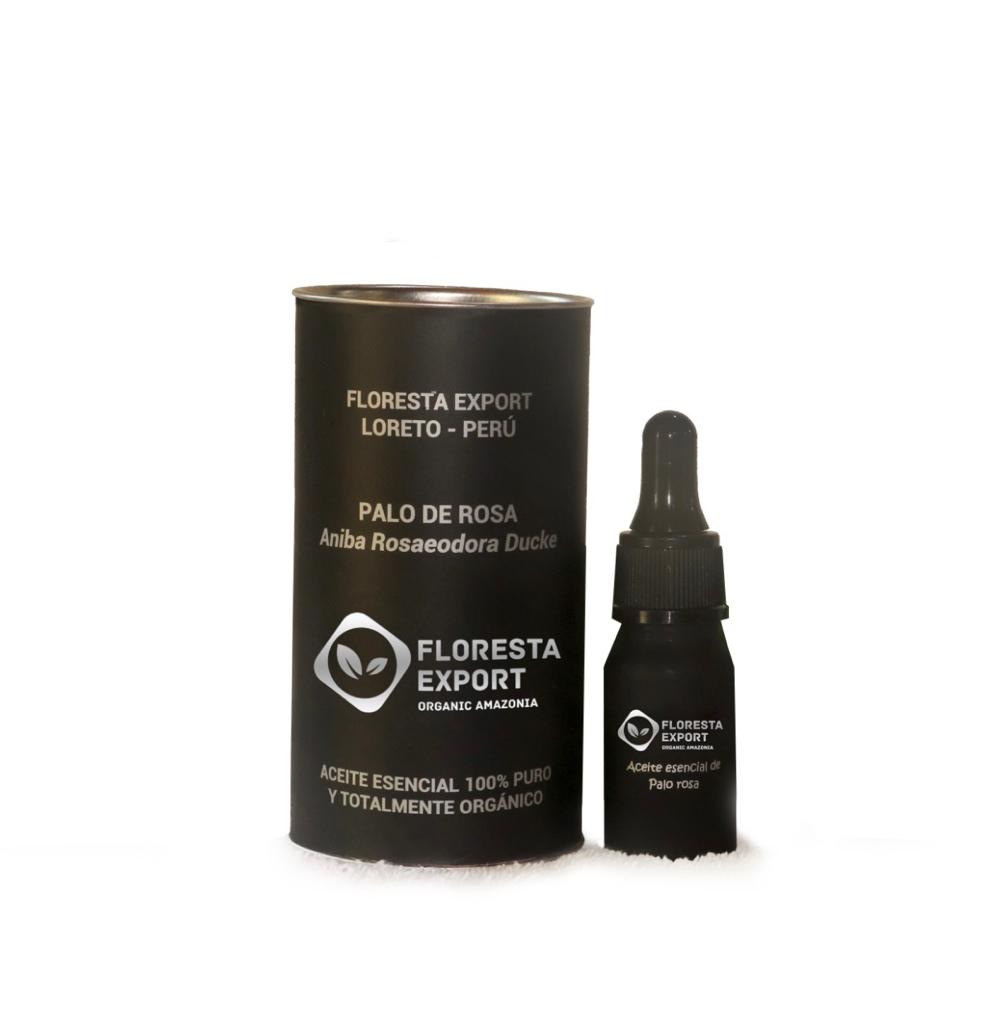 FLORESTA EXPORT
LORETO - PERÚ
PALO DE ROSA
Aniba Rosaeodora Ducke
FLORESTA
EXPORT
ORGANIC AMAZONIA
ACEITE ESENCIAL 100% PURO
Y TOTALMENTE ORGÁNICO
FLORESTA
EXPORT
ORGANIC AMAZONIA
Aceite esencial de
Palo rosa